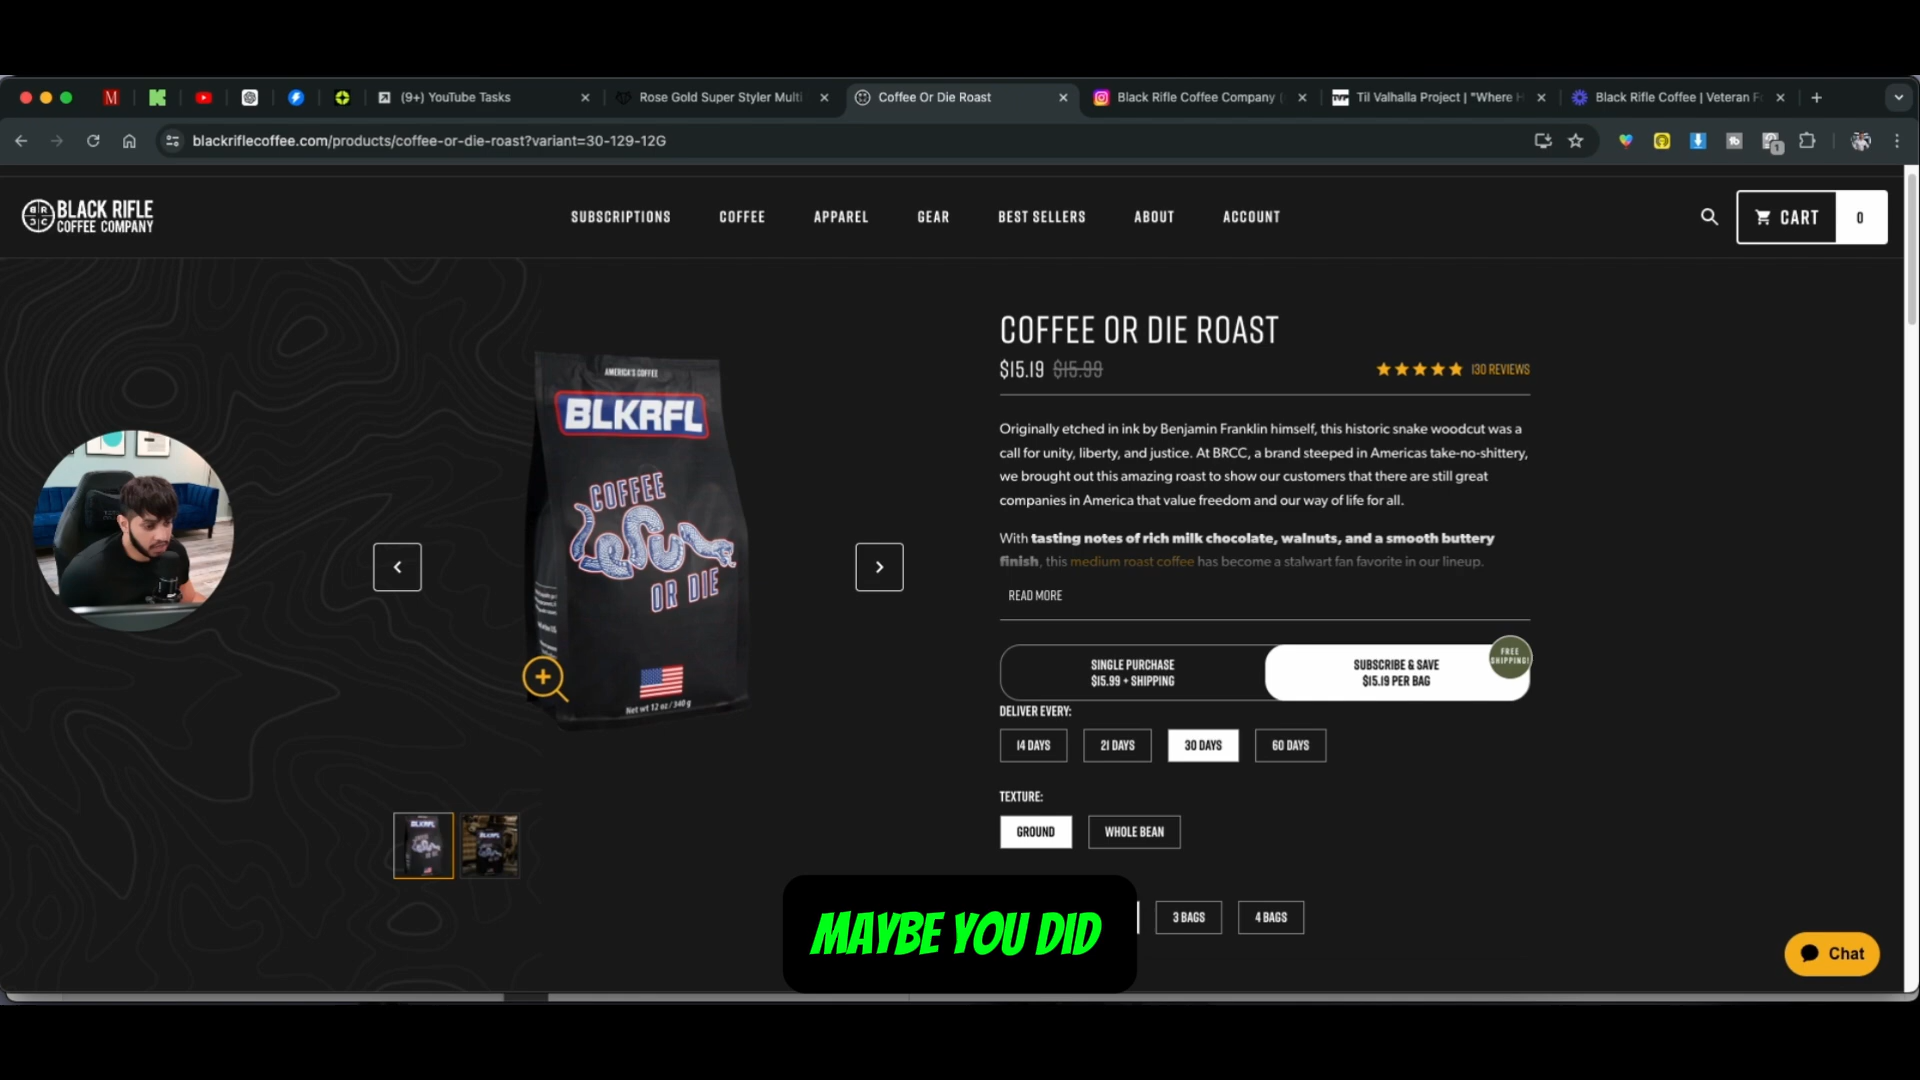 (9+) YouTube Tasks
Rose Gold Super Styler Multi
Coffee Or Die Roast
Black Rifle Coffee Company (
Til Valhalla Project | "Where H
Black Rifle Coffee | Veteran F
blackriflecoffee.com/products/coffee-or-die-roast?variant=30-129-12G
BLACK RIFLE
COFFEE COMPANY
SUBSCRIPTIONS
COFFEE
APPAREL
GEAR
BEST SELLERS
ABOUT
ACCOUNT
CART 0
AMERICA'S COFFEE
BLKRFL
COFFEE
OR DIE
Net wt 12 oz / 340 g
COFFEE OR DIE ROAST
$15.19 $15.99
130 REVIEWS
Originally etched in ink by Benjamin Franklin himself, this historic snake woodcut was a
call for unity, liberty, and justice. At BRCC, a brand steeped in Americas take-no-shittery,
we brought out this amazing roast to show our customers that there are still great
companies in America that value freedom and our way of life for all.
With tasting notes of rich milk chocolate, walnuts, and a smooth buttery
finish, this medium roast coffee has become a stalwart fan favorite in our lineup.
READ MORE
SINGLE PURCHASE
$15.99 + SHIPPING
SUBSCRIBE & SAVE
$15.19 PER BAG
FREE
SHIPPING!
DELIVER EVERY:
14 DAYS
21 DAYS
30 DAYS
60 DAYS
TEXTURE:
GROUND
WHOLE BEAN
3 BAGS
4 BAGS
MAYBE YOU DID
Chat